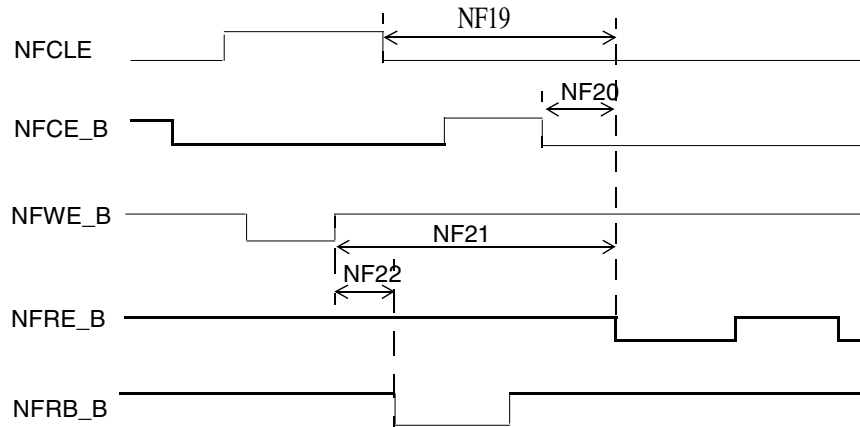 NF19
NFCLE
NF20
NFCE_B
NFWE_B
NF21
NF22
NFRE_B
NFRB_B